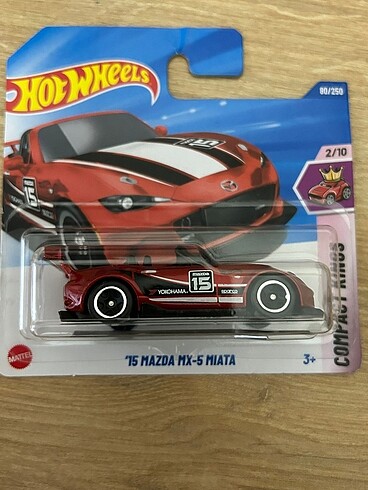 HOT WHEELS
80/250
2/10
15
15
MAZDA
15
YOKOHAMA
COMPACT KINGS
MATTEL
'15 MAZDA MX-5 MIATA
3+